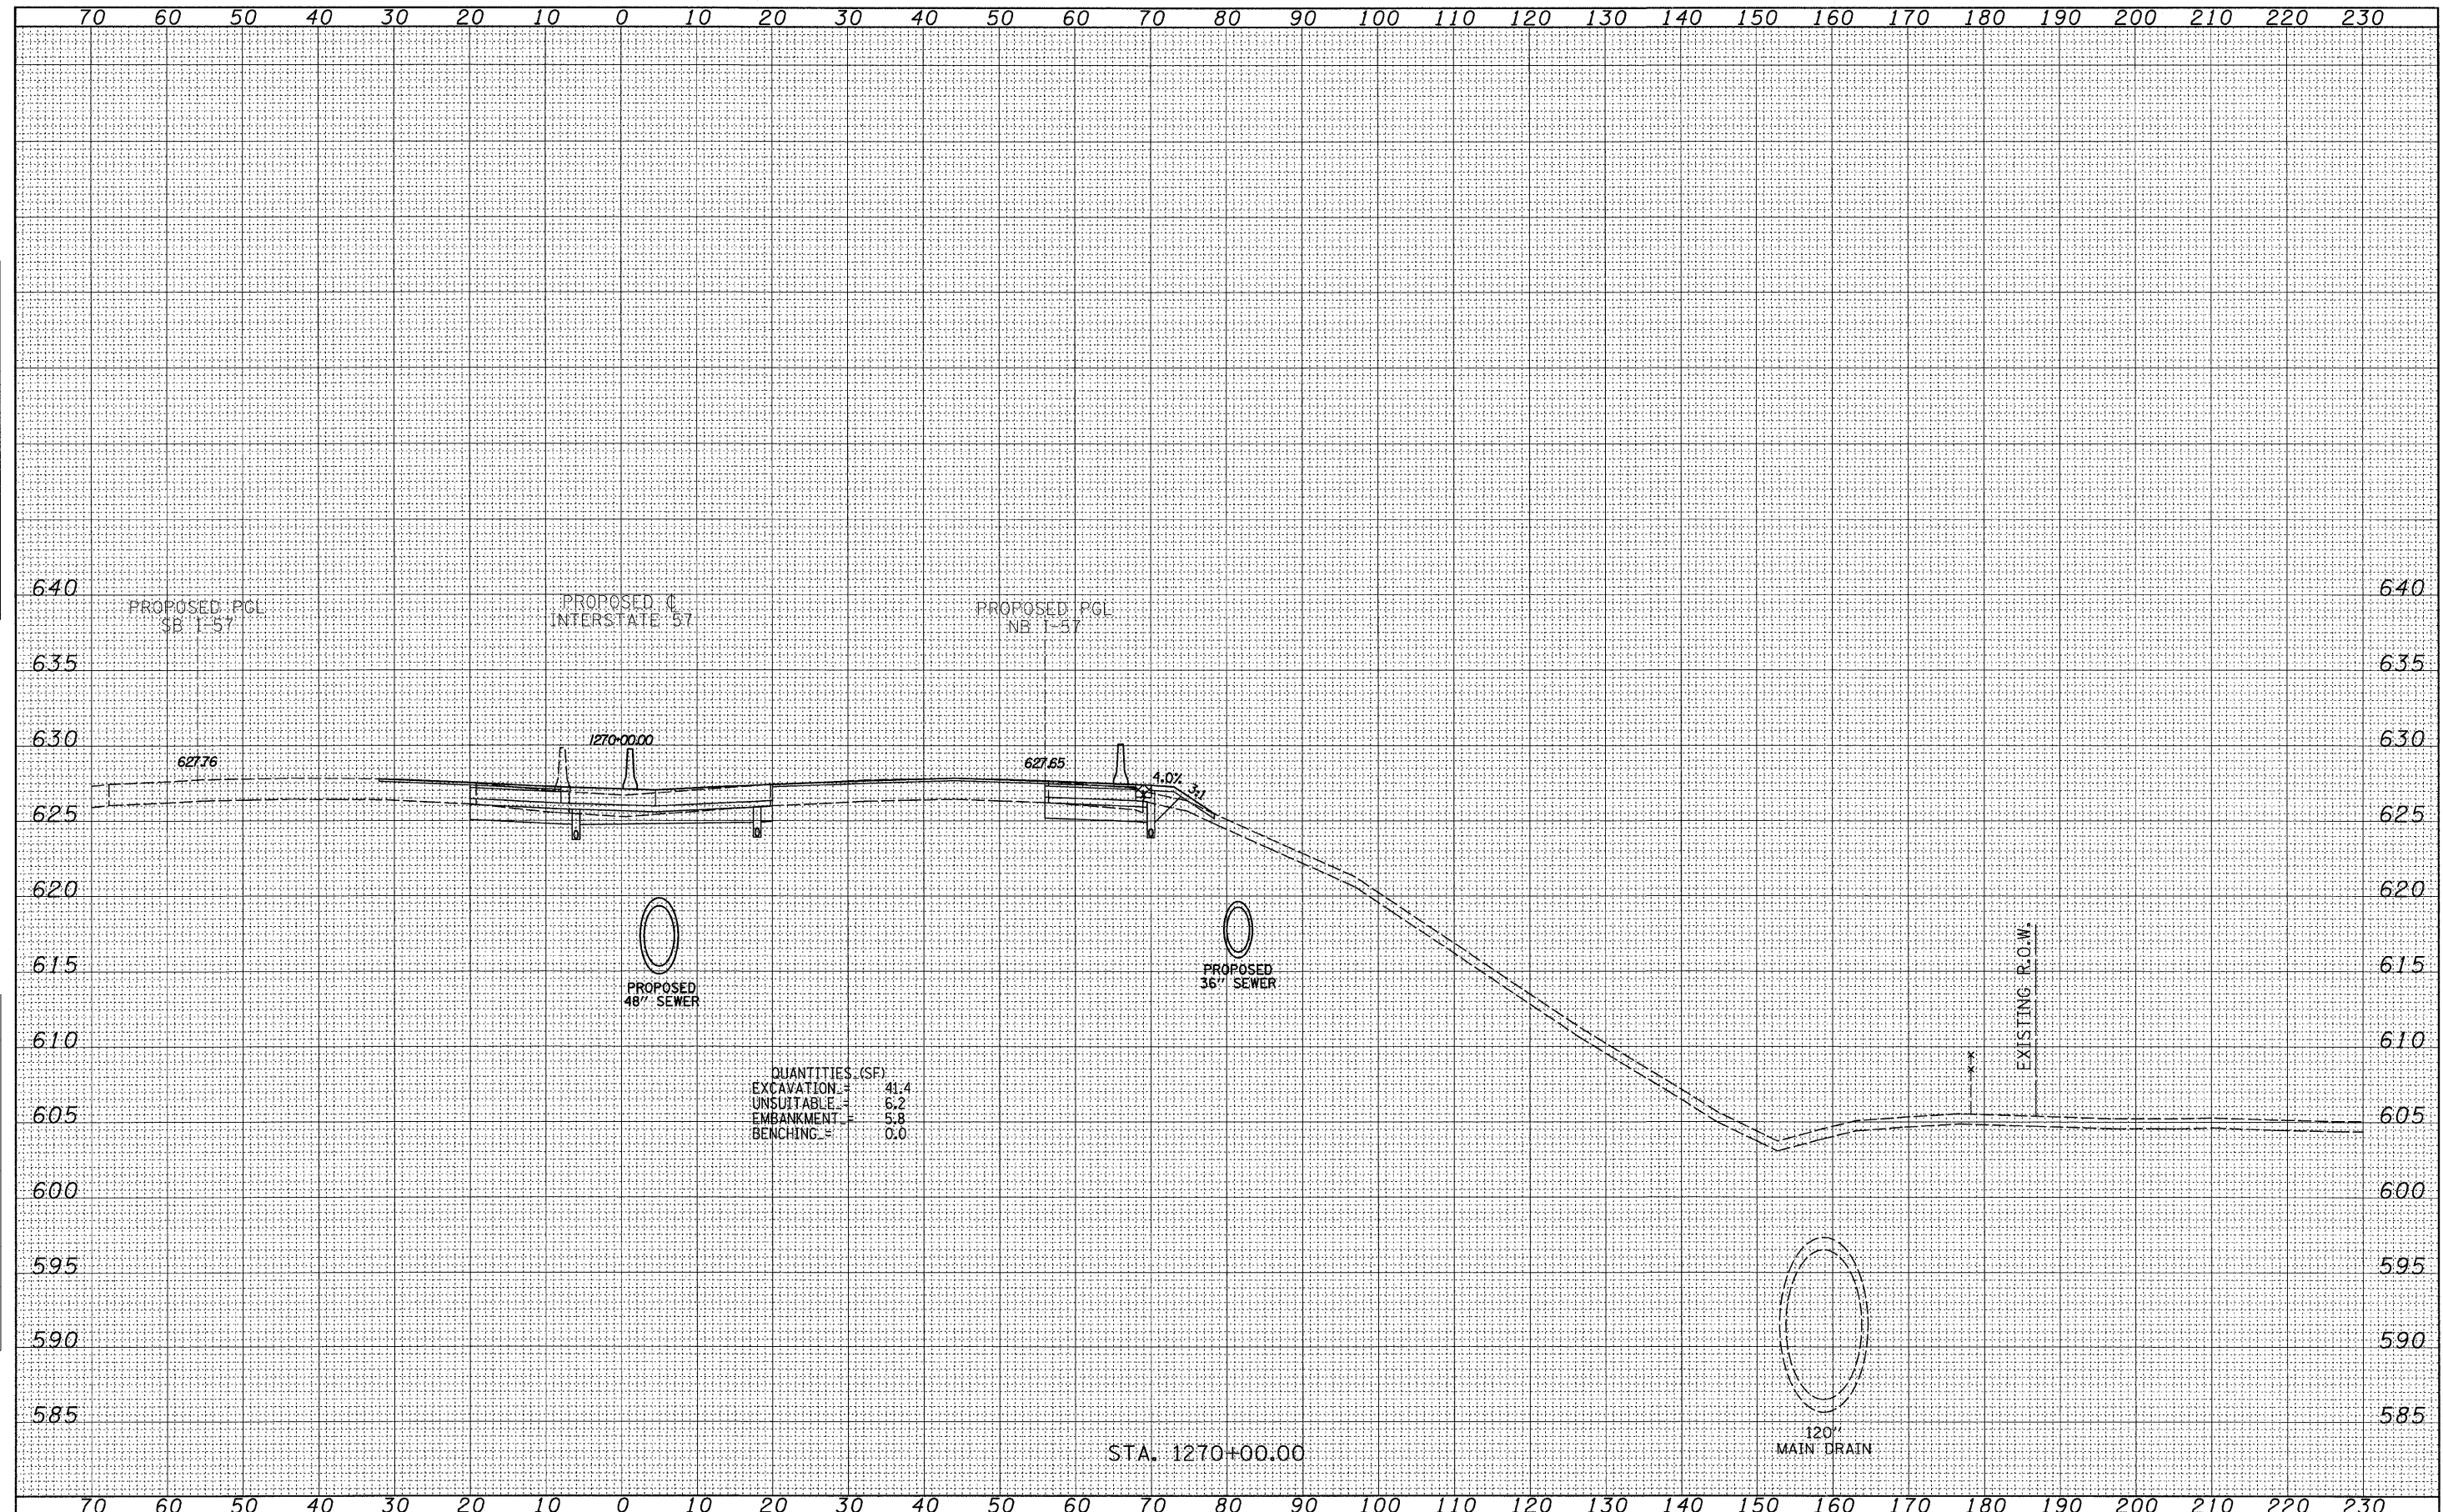 70 60 50 40 30 20 10 0 10 20 30 40 50 60 70 80 90 100 110 120 130 140 150 160 170 180 190 200 210 220 230
640 640
PROPOSED PGL
SB I-57
PROPOSED ℄
INTERSTATE 57
PROPOSED PGL
NB I-57
635 635
630 630
1270+00.00
627.76
627.65
4.0%
3:1
625 625
620 620
615 615
PROPOSED
48" SEWER
PROPOSED
36" SEWER
EXISTING R.O.W.
610 610
QUANTITIES (SF)
EXCAVATION = 41.4
UNSUITABLE = 6.2
EMBANKMENT = 5.8
BENCHING = 0.0
605 605
600 600
595 595
590 590
585 585
120"
MAIN DRAIN
STA. 1270+00.00
70 60 50 40 30 20 10 0 10 20 30 40 50 60 70 80 90 100 110 120 130 140 150 160 170 180 190 200 210 220 230